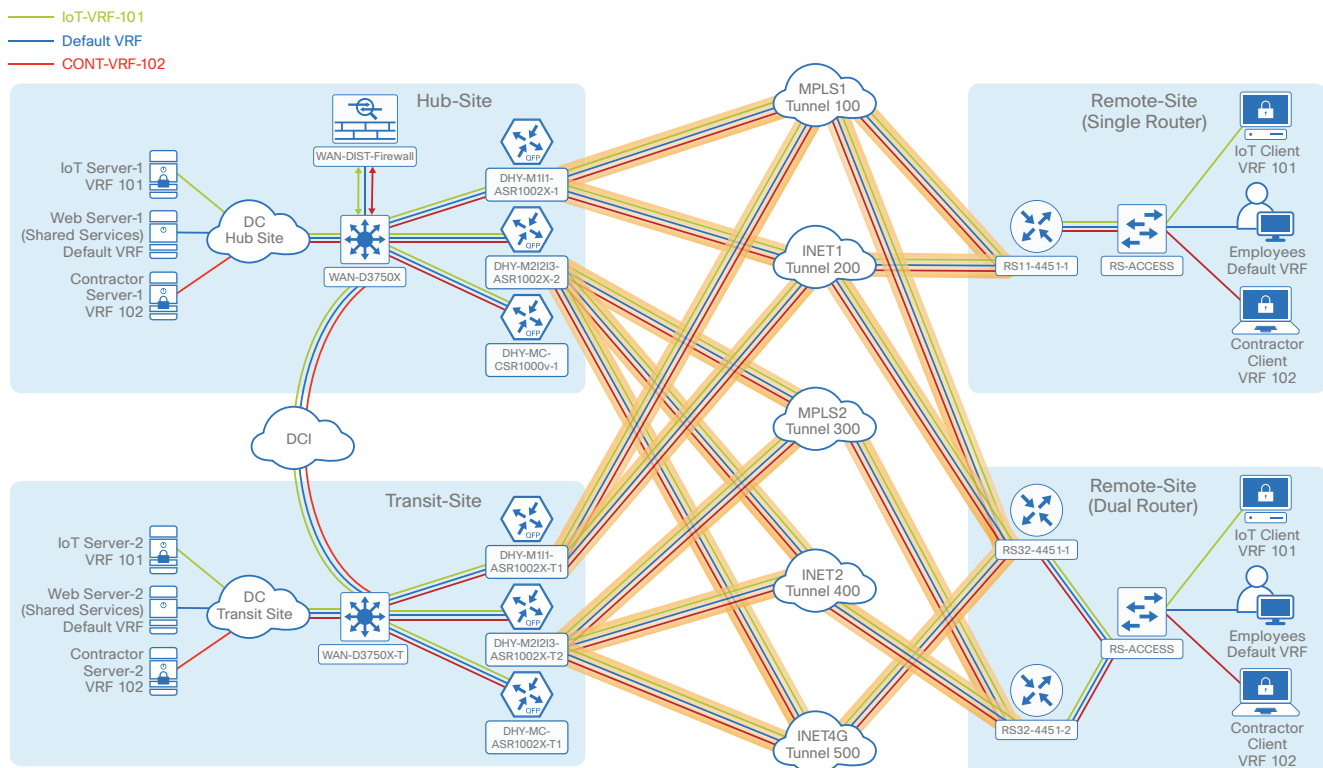 IoT-VRF-101
Default VRF
CONT-VRF-102
Hub-Site
WAN-DIST-Firewall
IoT Server-1
VRF 101
Web Server-1
(Shared Services)
Default VRF
Contractor
Server-1
VRF 102
DC
Hub Site
WAN-D3750X
QFP
DHY-M1I1-
ASR1002X-1
QFP
DHY-M2I2I3-
ASR1002X-2
QFP
DHY-MC-
CSR1000v-1
DCI
Transit-Site
IoT Server-2
VRF 101
Web Server-2
(Shared Services)
Default VRF
Contractor
Server-2
VRF 102
DC
Transit Site
WAN-D3750X-T
QFP
DHY-M1I1-
ASR1002X-T1
QFP
DHY-M2I2I3-
ASR1002X-T2
QFP
DHY-MC-
ASR1002X-T1
MPLS1
Tunnel 100
INET1
Tunnel 200
MPLS2
Tunnel 300
INET2
Tunnel 400
INET4G
Tunnel 500
Remote-Site
(Single Router)
RS11-4451-1
RS-ACCESS
IoT Client
VRF 101
Employees
Default VRF
Contractor
Client
VRF 102
Remote-Site
(Dual Router)
RS32-4451-1
RS32-4451-2
RS-ACCESS
IoT Client
VRF 101
Employees
Default VRF
Contractor
Client
VRF 102